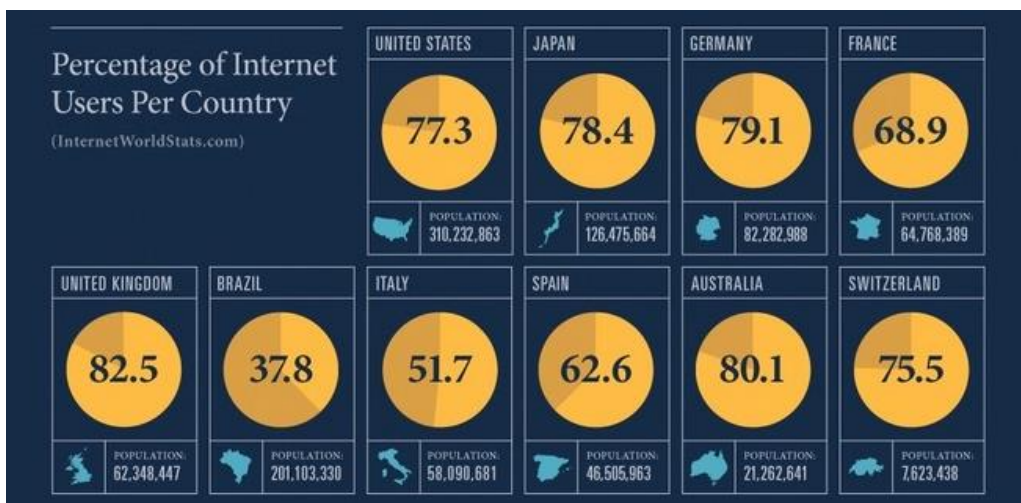 Percentage of Internet
Users Per Country
(InternetWorldStats.com)
UNITED STATES
77.3
POPULATION:
310,232,863
JAPAN
78.4
POPULATION:
126,475,664
GERMANY
79.1
POPULATION:
82,282,988
FRANCE
68.9
POPULATION:
64,768,389
UNITED KINGDOM
82.5
POPULATION:
62,348,447
BRAZIL
37.8
POPULATION:
201,103,330
ITALY
51.7
POPULATION:
58,090,681
SPAIN
62.6
POPULATION:
46,505,963
AUSTRALIA
80.1
POPULATION:
21,262,641
SWITZERLAND
75.5
POPULATION:
7,623,438